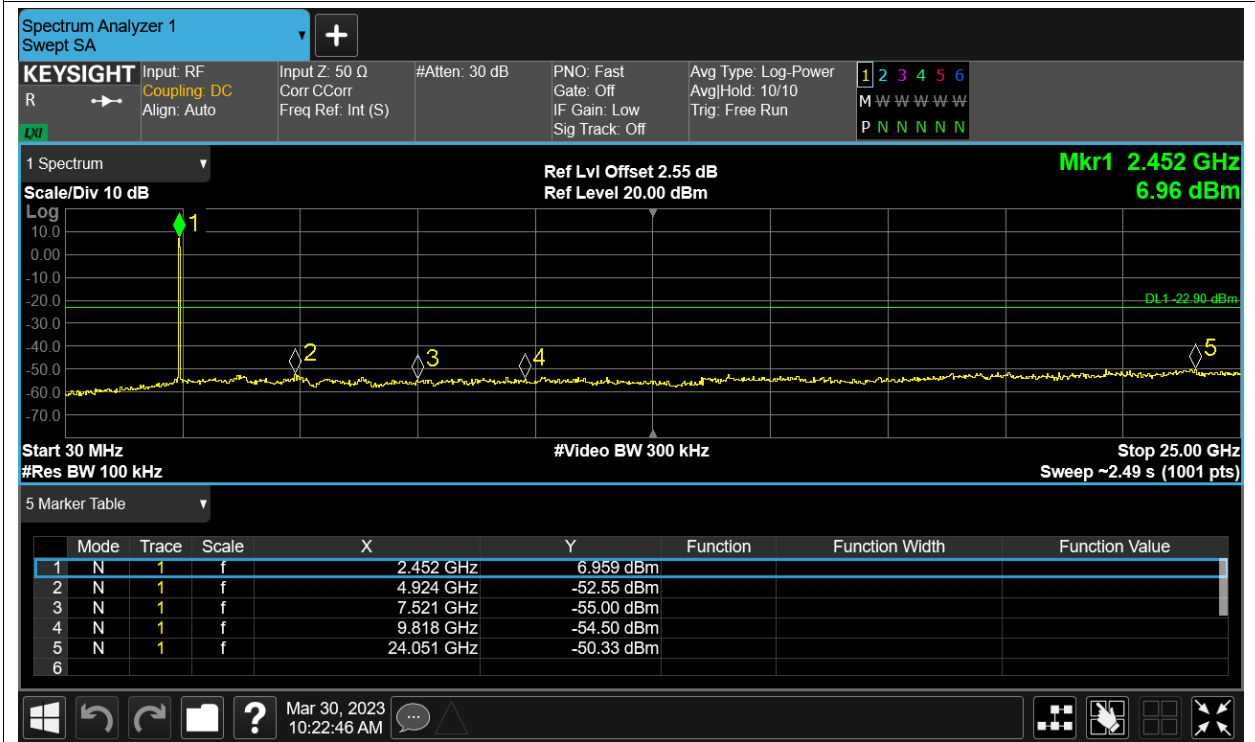 Spectrum Analyzer 1
Swept SA
+
KEYSIGHT Input: RF Input Z: 50 Ω #Atten: 30 dB PNO: Fast Avg Type: Log-Power 1 2 3 4 5 6
R Coupling: DC Corr CCorr Gate: Off Avg|Hold: 10/10 M W W W W W
Align: Auto Freq Ref: Int (S) IF Gain: Low Trig: Free Run
LXI Sig Track: Off P N N N N N
1 Spectrum Ref Lvl Offset 2.55 dB Mkr1 2.452 GHz
Scale/Div 10 dB Ref Level 20.00 dBm 6.96 dBm
Log
1
10.0
0.00
-10.0
-20.0 DL1 -22.90 dBm
-30.0
-40.0
2 3 4 5
-50.0
-60.0
-70.0
Start 30 MHz #Video BW 300 kHz Stop 25.00 GHz
#Res BW 100 kHz Sweep ~2.49 s (1001 pts)
5 Marker Table
Mode Trace Scale X Y Function Function Width Function Value
1 N 1 f 2.452 GHz 6.959 dBm
2 N 1 f 4.924 GHz -52.55 dBm
3 N 1 f 7.521 GHz -55.00 dBm
4 N 1 f 9.818 GHz -54.50 dBm
5 N 1 f 24.051 GHz -50.33 dBm
6
? Mar 30, 2023
10:22:46 AM